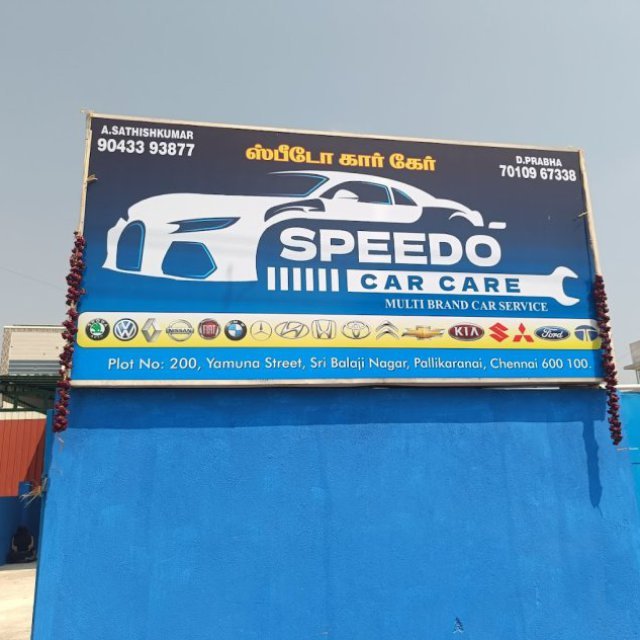 A.SATHISHKUMAR
90433 93877
ஸ்பீடோ கார் கேர்
D.PRABHA
70109 67338
SPEEDO
CAR CARE
MULTI BRAND CAR SERVICE
NISSAN FIAT KIA Ford
Plot No: 200, Yamuna Street, Sri Balaji Nagar, Pallikaranai, Chennai 600 100.